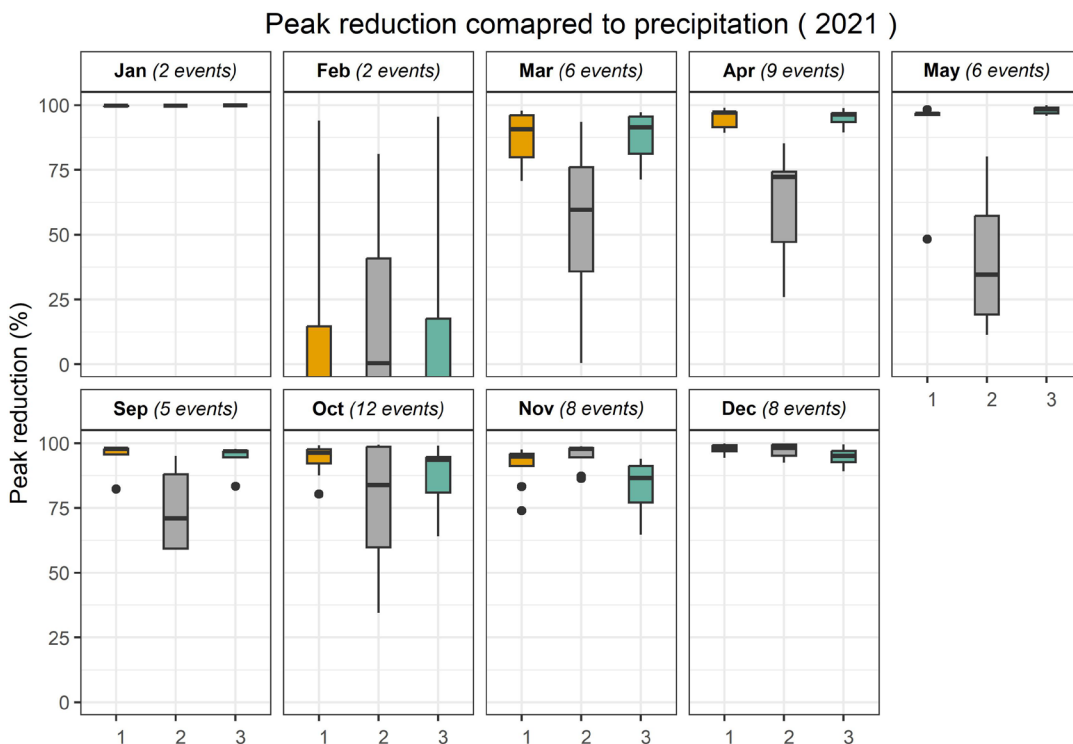 Peak reduction comapred to precipitation ( 2021 )
Jan (2 events)
Feb (2 events)
Mar (6 events)
Apr (9 events)
May (6 events)
100
75
50
25
0
1 2 3
Peak reduction (%)
Sep (5 events)
Oct (12 events)
Nov (8 events)
Dec (8 events)
100
75
50
25
0
1 2 3
1 2 3
1 2 3
1 2 3